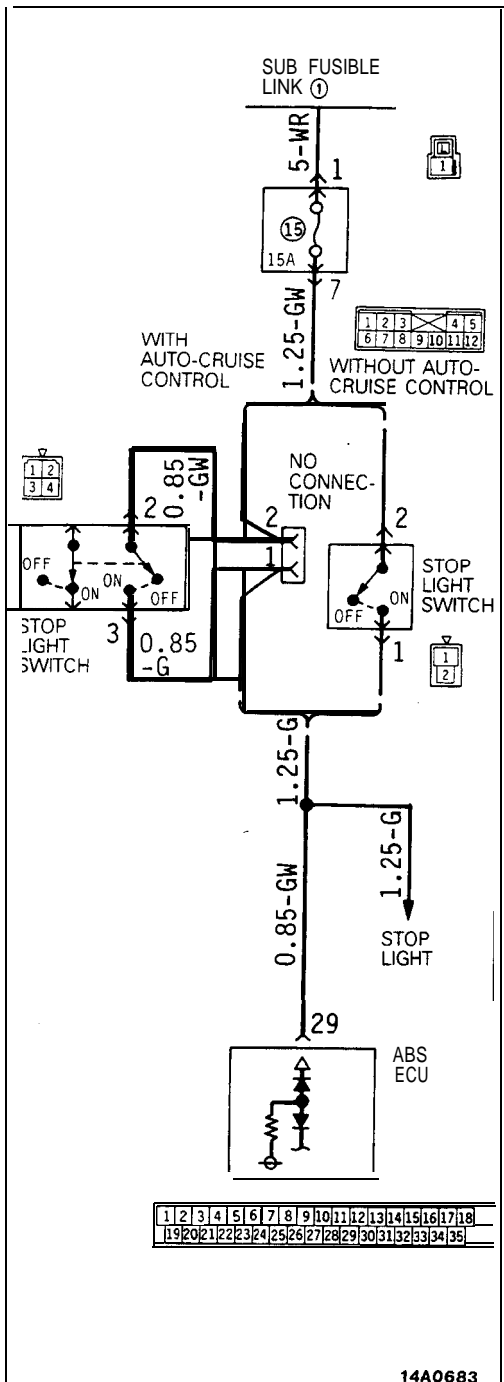 SUB FUSIBLE
LINK ①
5-WR
1
1
⑮
15A
7
1.25-GW
1 2 3 4 5
6 7 8 9 10 11 12
WITH
AUTO-CRUISE
CONTROL
WITHOUT AUTO-
CRUISE CONTROL
NO
CONNEC-
TION
1 2
3 4
0.85
-GW
2
2
1
2
OFF
ON
ON
OFF
OFF
ON
STOP
LIGHT
SWITCH
STOP
LIGHT
SWITCH
3
0.85
-G
1
1
2
1.25-G
1.25-G
0.85-GW
STOP
LIGHT
29
ABS
ECU
1 2 3 4 5 6 7 8 9 10 11 12 13 14 15 16 17 18
19 20 21 22 23 24 25 26 27 28 29 30 31 32 33 34 35
14A0683